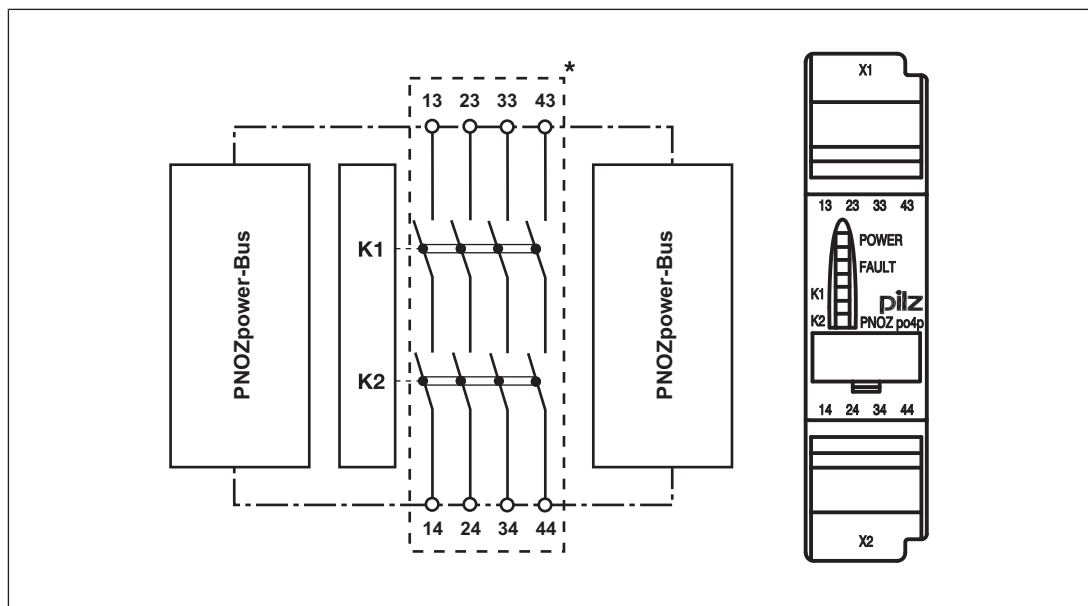 *
13 23 33 43
PNOZpower-Bus
K1
K2
PNOZpower-Bus
14 24 34 44
X1
13 23 33 43
POWER
FAULT
K1
pilz
K2 PNOZ po4p
14 24 34 44
X2